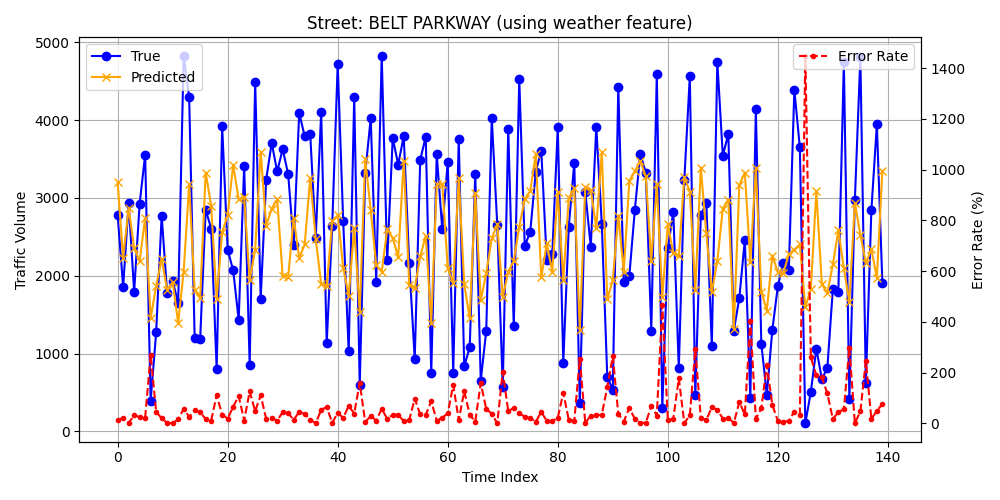 Street: BELT PARKWAY (using weather feature)
True
Predicted
Error Rate
Traffic Volume
5000
4000
3000
2000
1000
0
Error Rate (%)
1400
1200
1000
800
600
400
200
0
0 20 40 60 80 100 120 140
Time Index